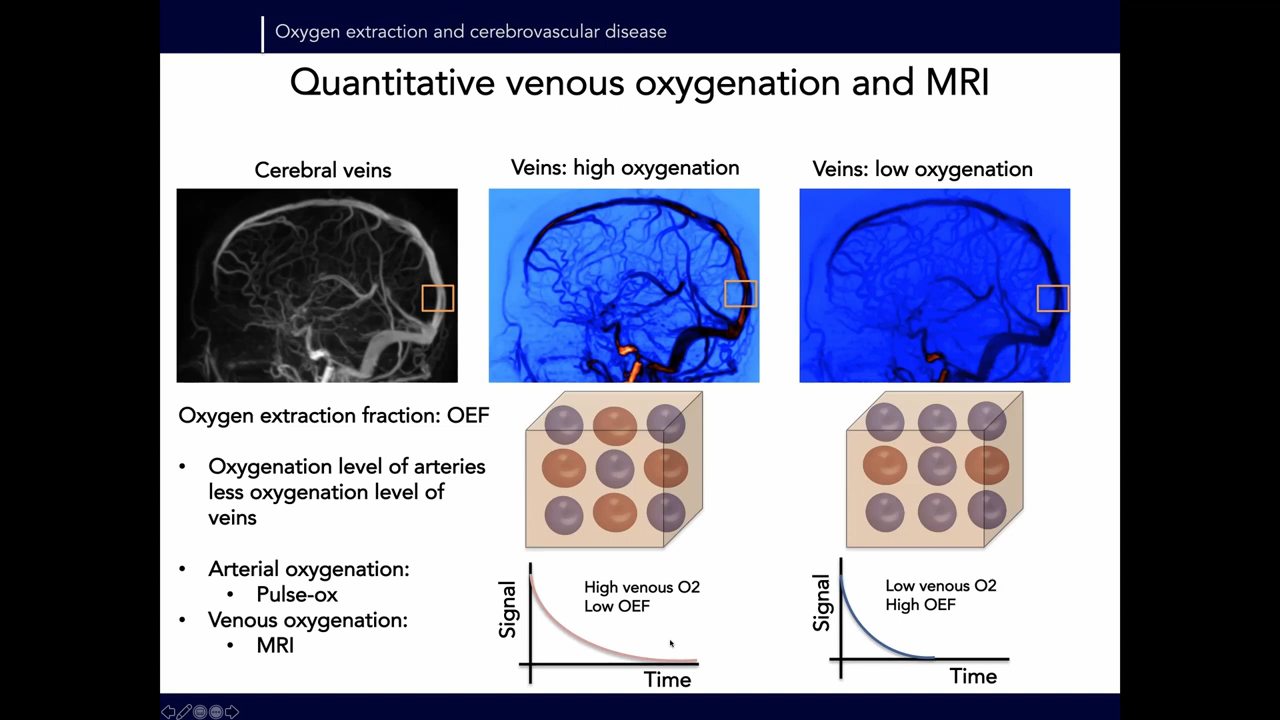 Oxygen extraction and cerebrovascular disease
Quantitative venous oxygenation and MRI
Cerebral veins
Veins: high oxygenation
Veins: low oxygenation
Oxygen extraction fraction: OEF
• Oxygenation level of arteries
less oxygenation level of
veins
• Arterial oxygenation:
• Pulse-ox
• Venous oxygenation:
• MRI
Signal
High venous O2
Low OEF
Time
Signal
Low venous O2
High OEF
Time